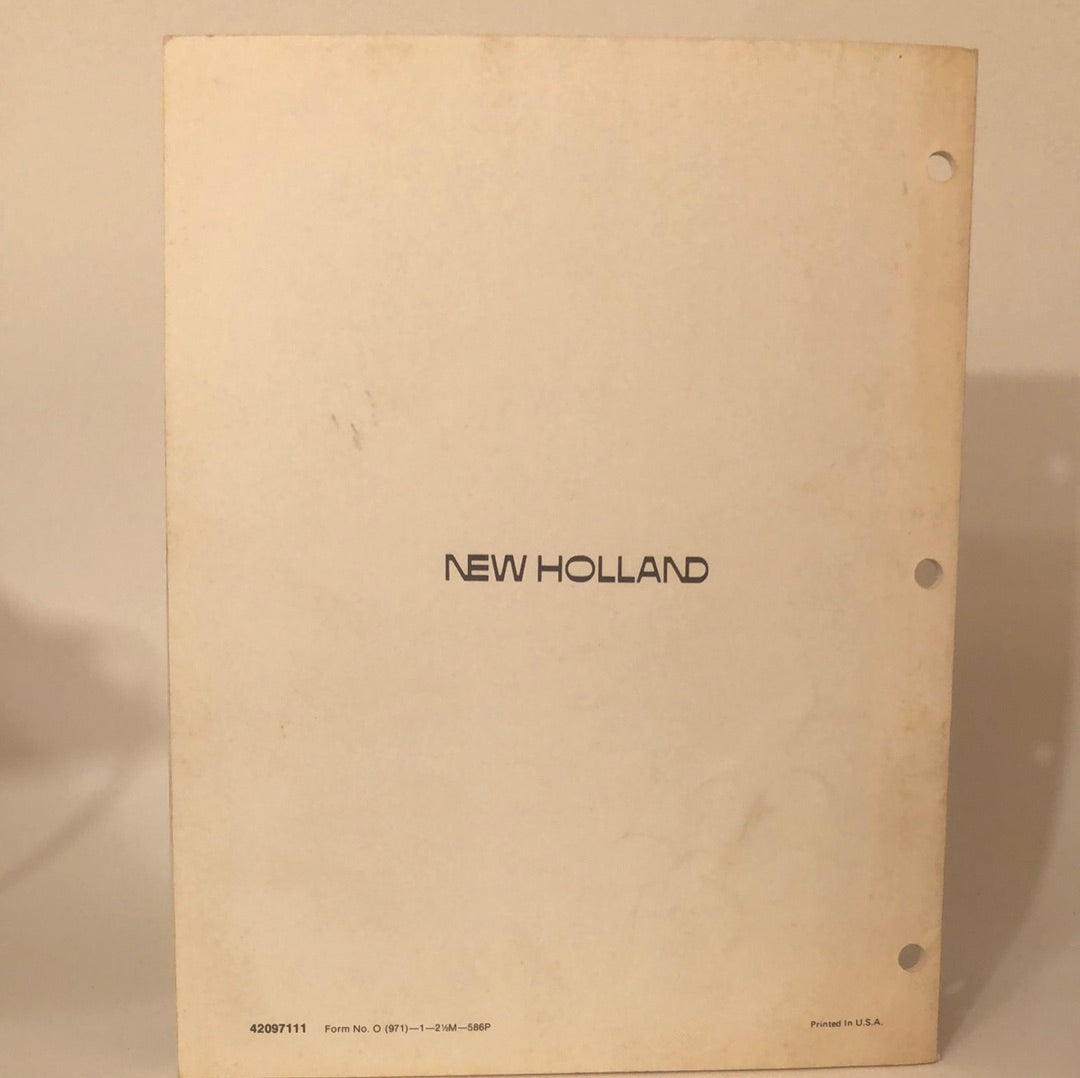 NEW HOLLAND
42097111 Form No. O (971)—1—2½M—586P Printed In U.S.A.